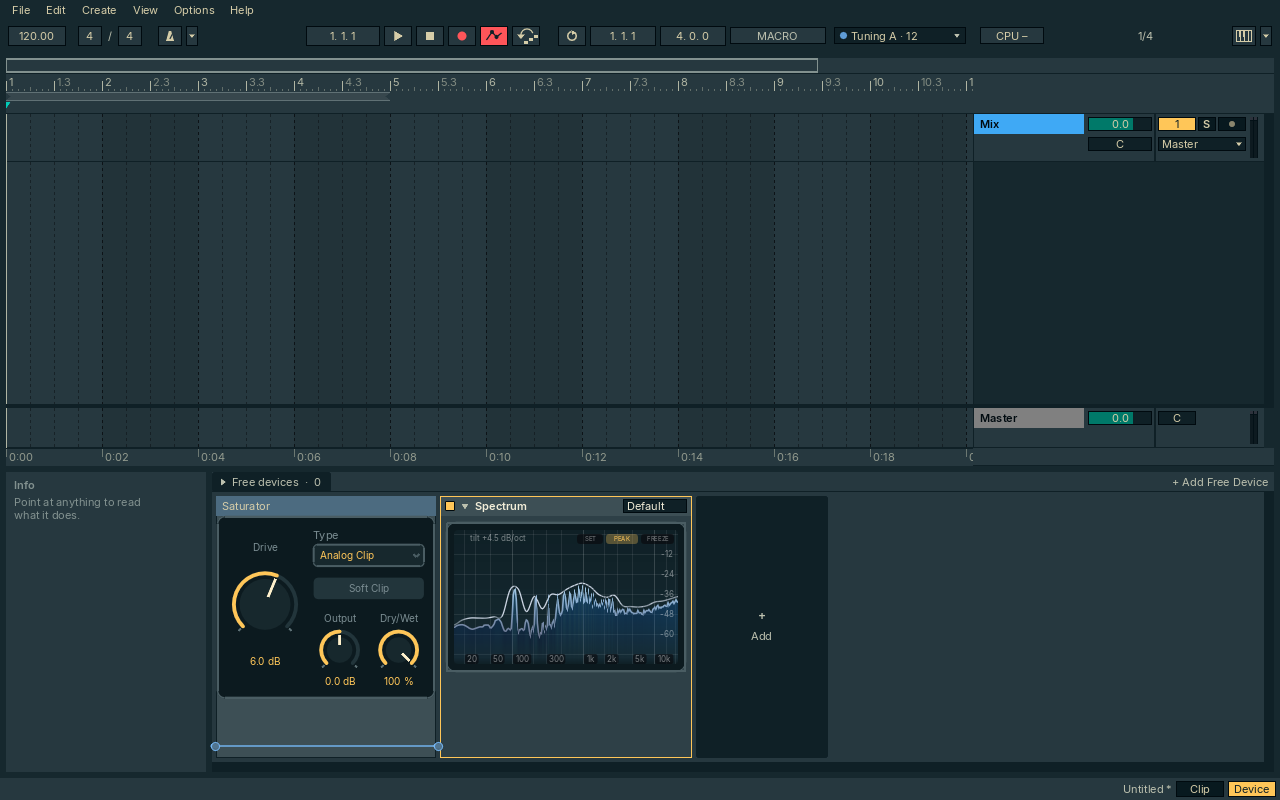 File Edit Create View Options Help
120.00 4 / 4 1. 1. 1 1. 1. 1 4. 0. 0 MACRO Tuning A · 12 CPU – 1/4
1 1.3 2 2.3 3 3.3 4 4.3 5 5.3 6 6.3 7 7.3 8 8.3 9 9.3 10 10.3 1
Mix 0.0 1 S
C Master
Master 0.0 C
0:00 0:02 0:04 0:06 0:08 0:10 0:12 0:14 0:16 0:18
Info
Point at anything to read
what it does.
Free devices · 0
+ Add Free Device
Saturator
Drive
6.0 dB
Type
Analog Clip
Soft Clip
Output Dry/Wet
0.0 dB 100 %
Spectrum Default
tilt +4.5 dB/oct SET PEAK FREEZE
-12
-24
-36
-48
-60
20 50 100 300 1k 2k 5k 10k
+
Add
Untitled * Clip Device